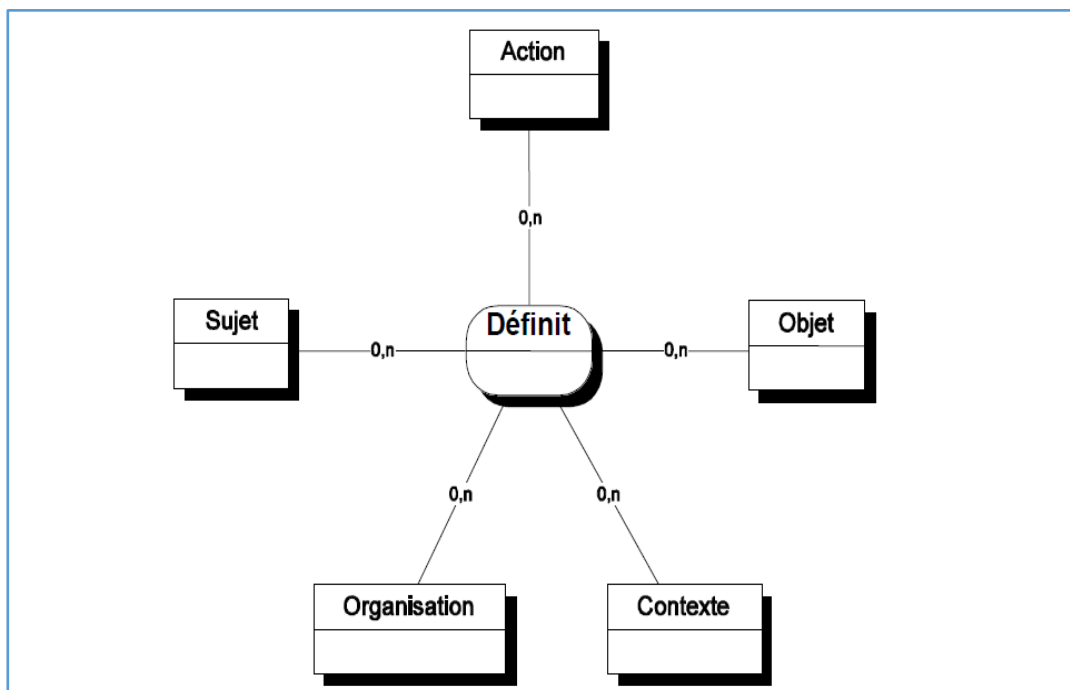 Action
0,n
Sujet
0,n
Définit
0,n
Objet
0,n
0,n
Organisation
Contexte